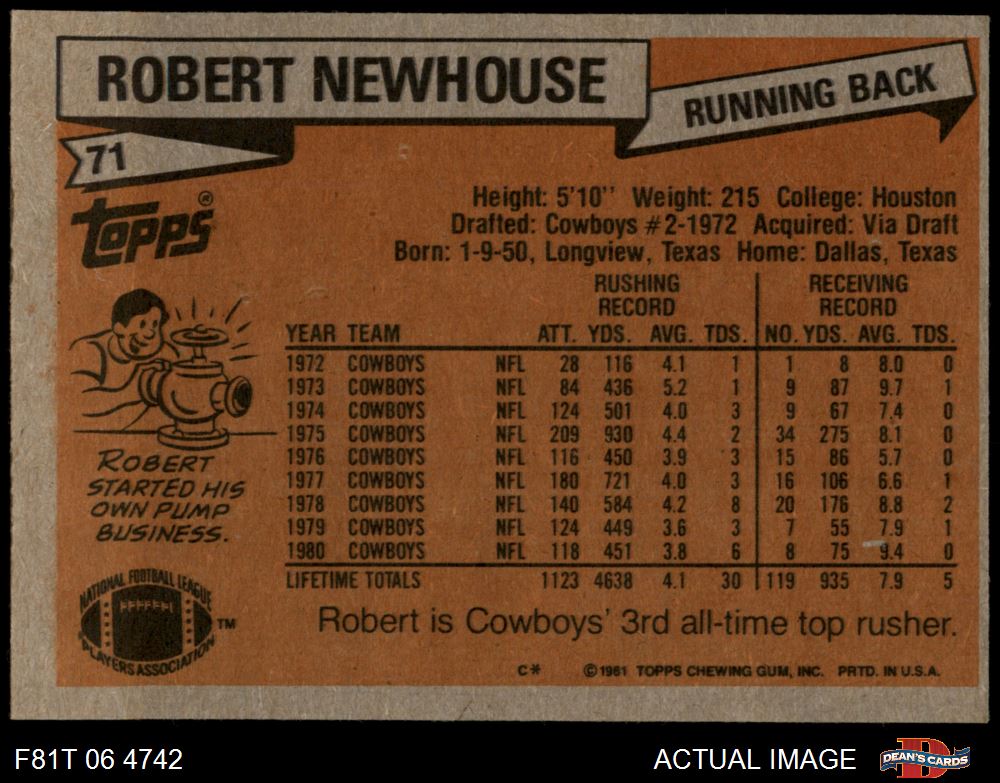 ROBERT NEWHOUSE
RUNNING BACK
71
TOPPS®
Height: 5'10'' Weight: 215 College: Houston
Drafted: Cowboys #2-1972 Acquired: Via Draft
Born: 1-9-50, Longview, Texas Home: Dallas, Texas
RUSHING RECORD RECEIVING RECORD
YEAR TEAM ATT. YDS. AVG. TDS. NO. YDS. AVG. TDS.
1972 COWBOYS NFL 28 116 4.1 1 1 8 8.0 0
1973 COWBOYS NFL 84 436 5.2 1 9 87 9.7 1
1974 COWBOYS NFL 124 501 4.0 3 9 67 7.4 0
1975 COWBOYS NFL 209 930 4.4 2 34 275 8.1 0
1976 COWBOYS NFL 116 450 3.9 3 15 86 5.7 0
1977 COWBOYS NFL 180 721 4.0 3 16 106 6.6 1
1978 COWBOYS NFL 140 584 4.2 8 20 176 8.8 2
1979 COWBOYS NFL 124 449 3.6 3 7 55 7.9 1
1980 COWBOYS NFL 118 451 3.8 6 8 75 9.4 0
LIFETIME TOTALS 1123 4638 4.1 30 119 935 7.9 5
ROBERT
STARTED HIS
OWN PUMP
BUSINESS.
NATIONAL FOOTBALL LEAGUE
PLAYERS ASSOCIATION
TM
Robert is Cowboys' 3rd all-time top rusher.
C* ©1981 TOPPS CHEWING GUM, INC. PRTD. IN U.S.A.
F81T 06 4742
ACTUAL IMAGE
DEAN'S CARDS